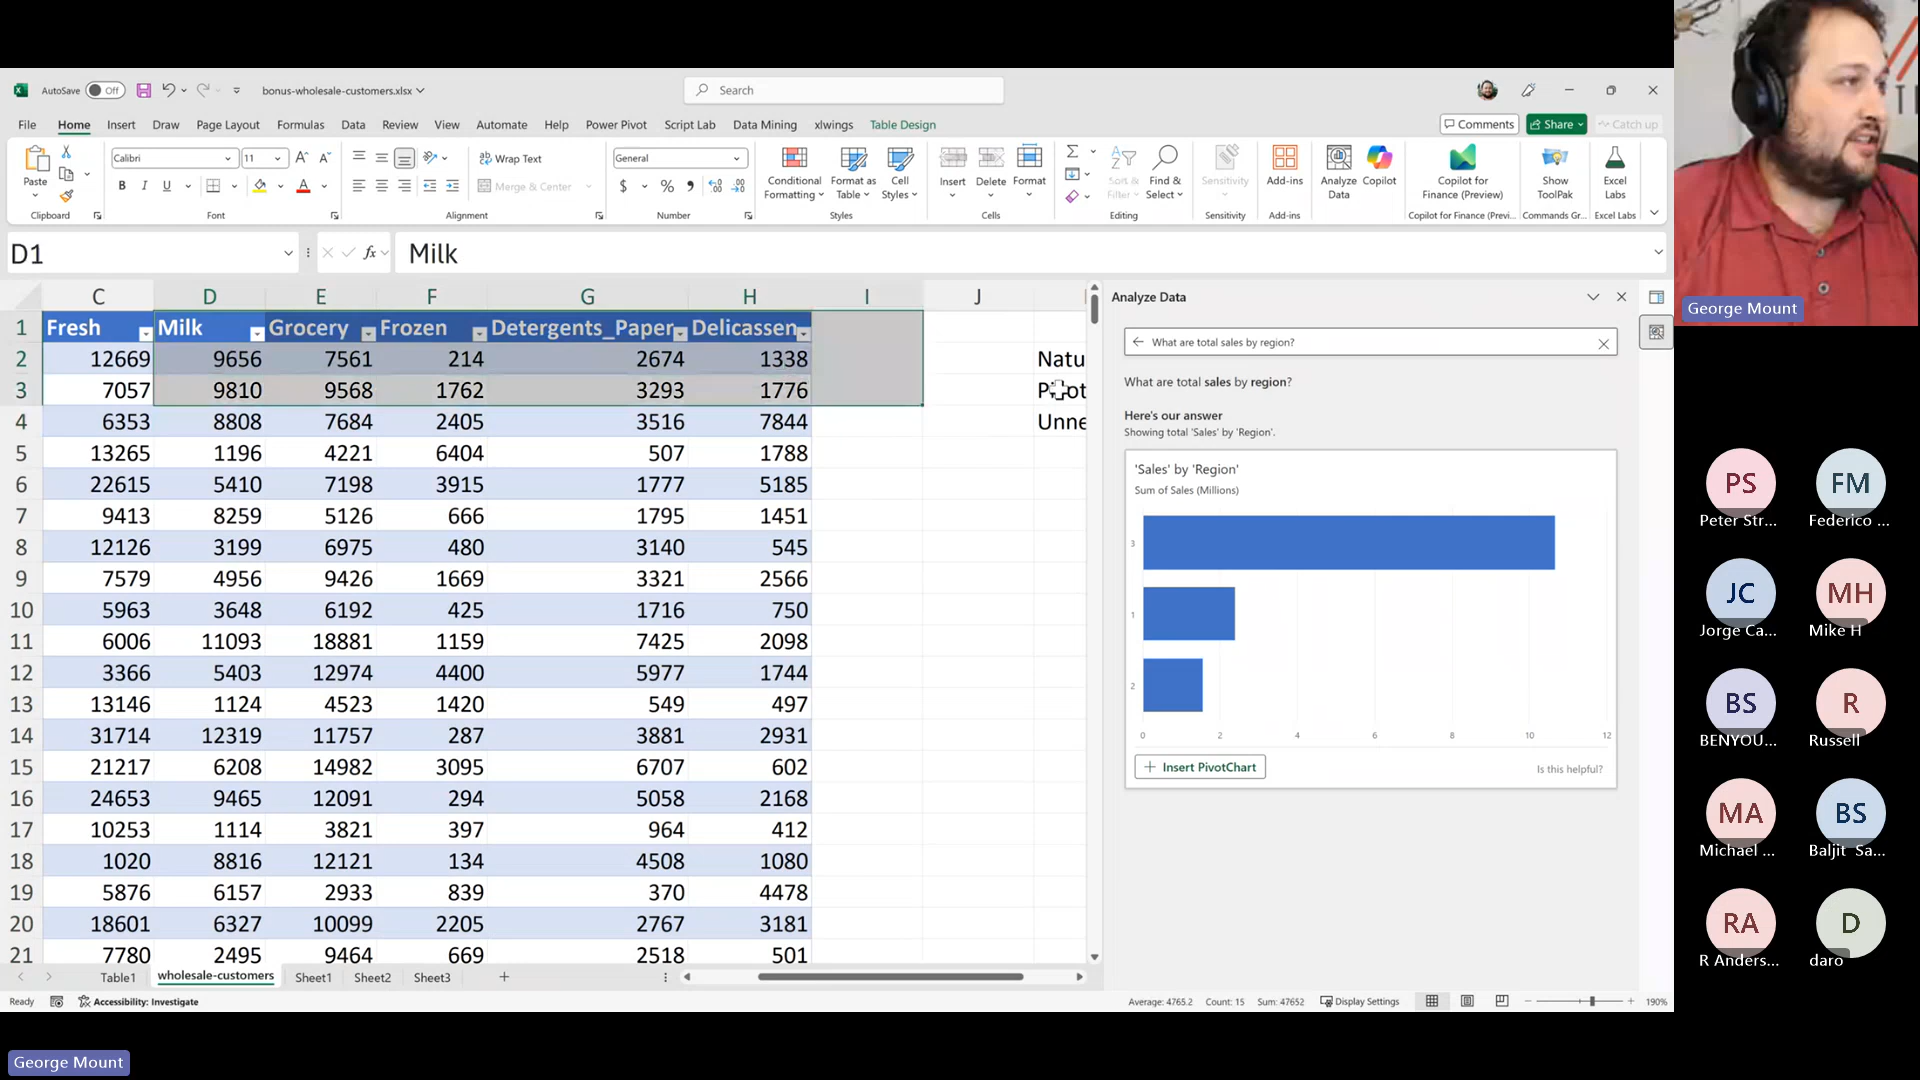 AutoSave Off bonus-wholesale-customers.xlsx Search
File Home Insert Draw Page Layout Formulas Data Review View Automate Help Power Pivot Script Lab Data Mining xlwings Table Design Comments Share Catch up
Paste Calibri 11 A A Wrap Text General Conditional Formatting Format as Table Cell Styles Insert Delete Format Sort & Filter Find & Select Sensitivity Add-ins Analyze Data Copilot Copilot for Finance (Preview) Show ToolPak Excel Labs
B I U A Merge & Center $ %
Clipboard Font Alignment Number Styles Cells Editing Sensitivity Add-ins Copilot for Finance (Previ... Commands Gr... Excel Labs
D1 fx Milk
C D E F G H I J
1 Fresh Milk Grocery Frozen Detergents_Paper Delicassen
2 12669 9656 7561 214 2674 1338 Natu
3 7057 9810 9568 1762 3293 1776
4 6353 8808 7684 2405 3516 7844 Unne
5 13265 1196 4221 6404 507 1788
6 22615 5410 7198 3915 1777 5185
7 9413 8259 5126 666 1795 1451
8 12126 3199 6975 480 3140 545
9 7579 4956 9426 1669 3321 2566
10 5963 3648 6192 425 1716 750
11 6006 11093 18881 1159 7425 2098
12 3366 5403 12974 4400 5977 1744
13 13146 1124 4523 1420 549 497
14 31714 12319 11757 287 3881 2931
15 21217 6208 14982 3095 6707 602
16 24653 9465 12091 294 5058 2168
17 10253 1114 3821 397 964 412
18 1020 8816 12121 134 4508 1080
19 5876 6157 2933 839 370 4478
20 18601 6327 10099 2205 2767 3181
21 7780 2495 9464 669 2518 501
Table1 wholesale-customers Sheet1 Sheet2 Sheet3
Ready Accessibility: Investigate Average: 4765.2 Count: 15 Sum: 47652 Display Settings 190%
Analyze Data
What are total sales by region?
What are total sales by region?
Here's our answer
Showing total 'Sales' by 'Region'.
'Sales' by 'Region'
Sum of Sales (Millions)
3
1
2
0 2 4 6 8 10 12
Insert PivotChart Is this helpful?
George Mount
PS FM
Peter Str... Federico ...
JC MH
Jorge Ca... Mike H
BS R
BENYOU... Russell
MA BS
Michael ... Baljit Sa...
RA D
R Anders... daro
George Mount